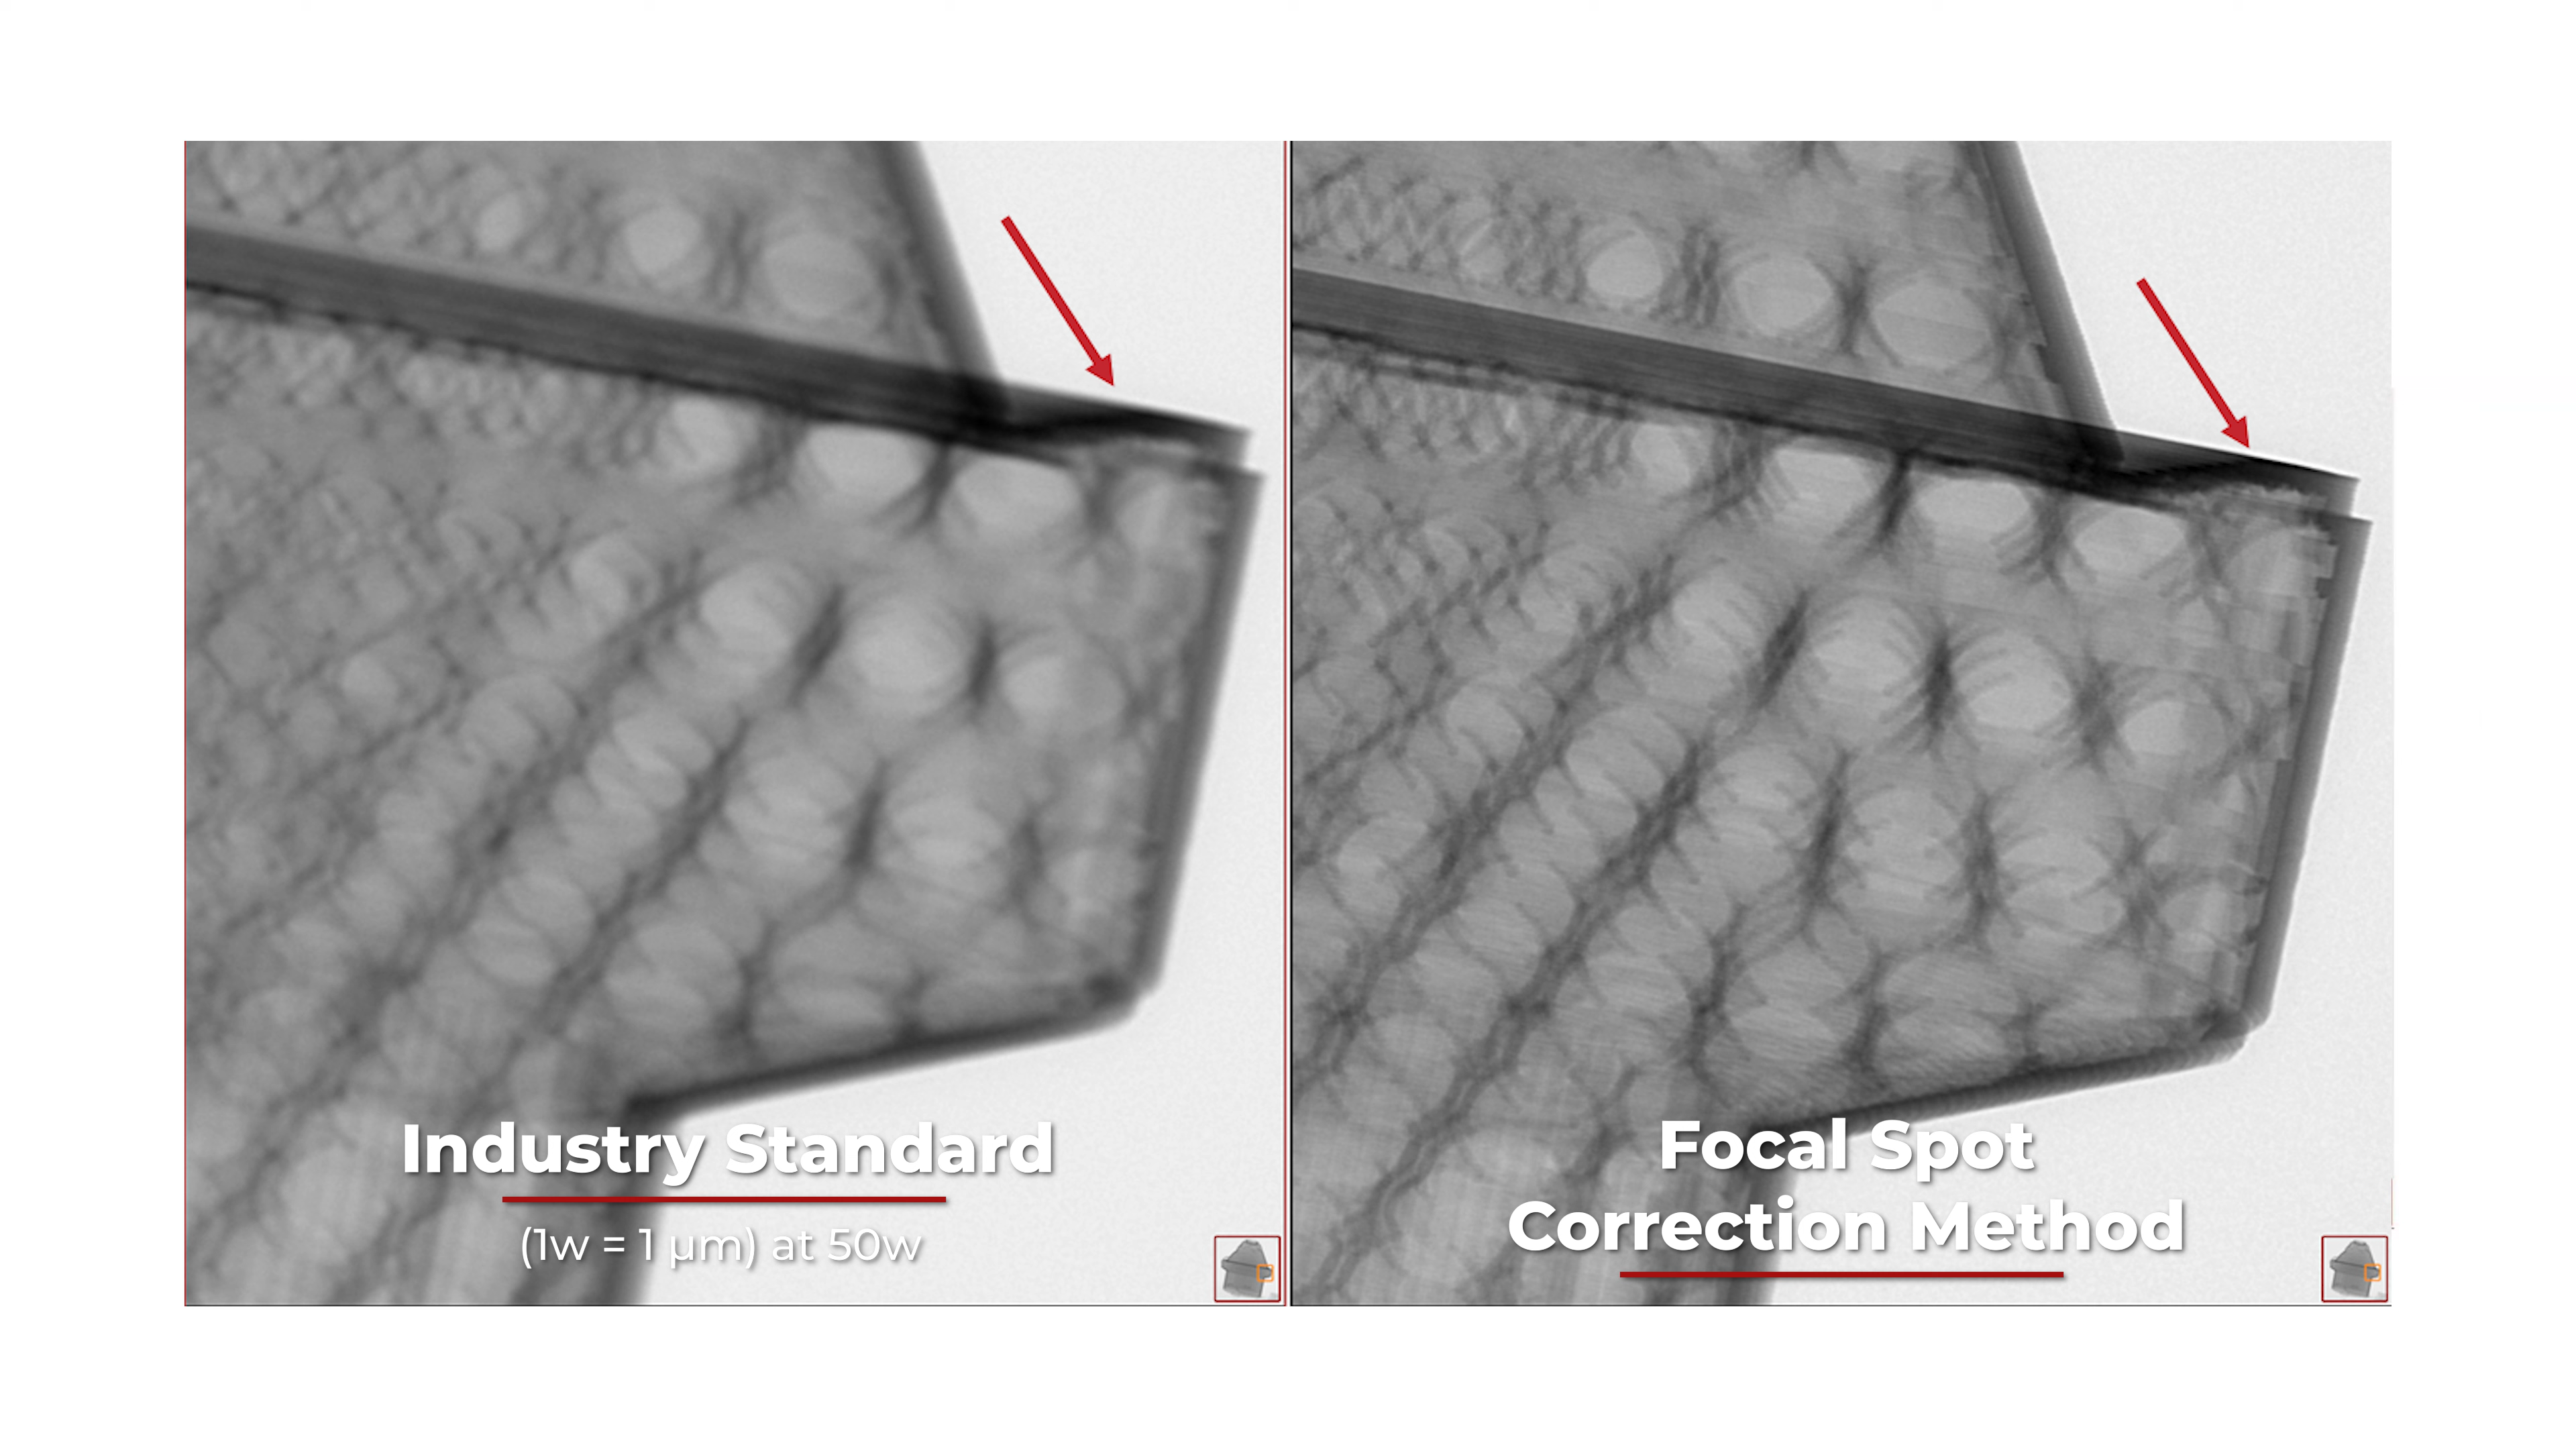 Industry Standard
(1w = 1 µm) at 50w
Focal Spot
Correction Method